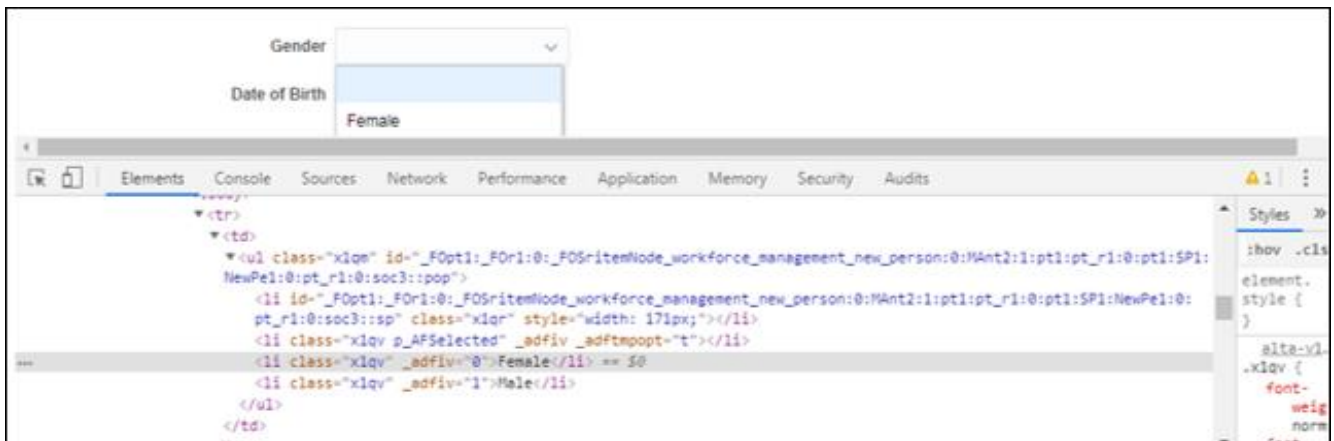 Gender
Date of Birth
Female
Elements Console Sources Network Performance Application Memory Security Audits 1
▼<tr>
▼<td>
▼<ul class="x1qm" id="_FOpt1:_FOr1:0:_FOSritemNode_workforce_management_new_person:0:MAnt2:1:pt1:pt_r1:0:pt1:SP1:
NewPe1:0:pt_r1:0:soc3::pop">
<li id="_FOpt1:_FOr1:0:_FOSritemNode_workforce_management_new_person:0:MAnt2:1:pt1:pt_r1:0:pt1:SP1:NewPe1:0:
pt_r1:0:soc3::sp" class="x1qr" style="width: 171px;"></li>
<li class="x1qv p_AFSelected" _adfiv _adftmpopt="t"></li>
... <li class="x1qv" _adfiv="0">Female</li> == $0
<li class="x1qv" _adfiv="1">Male</li>
</ul>
</td>
Styles »
:hov .cls
element.
style {
}
alta-v1.
.x1qv {
font-
weig
norm